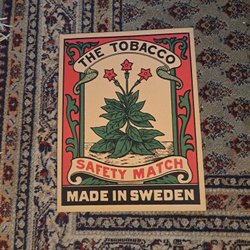 THE TOBACCO
SAFETY MATCH
MADE IN SWEDEN